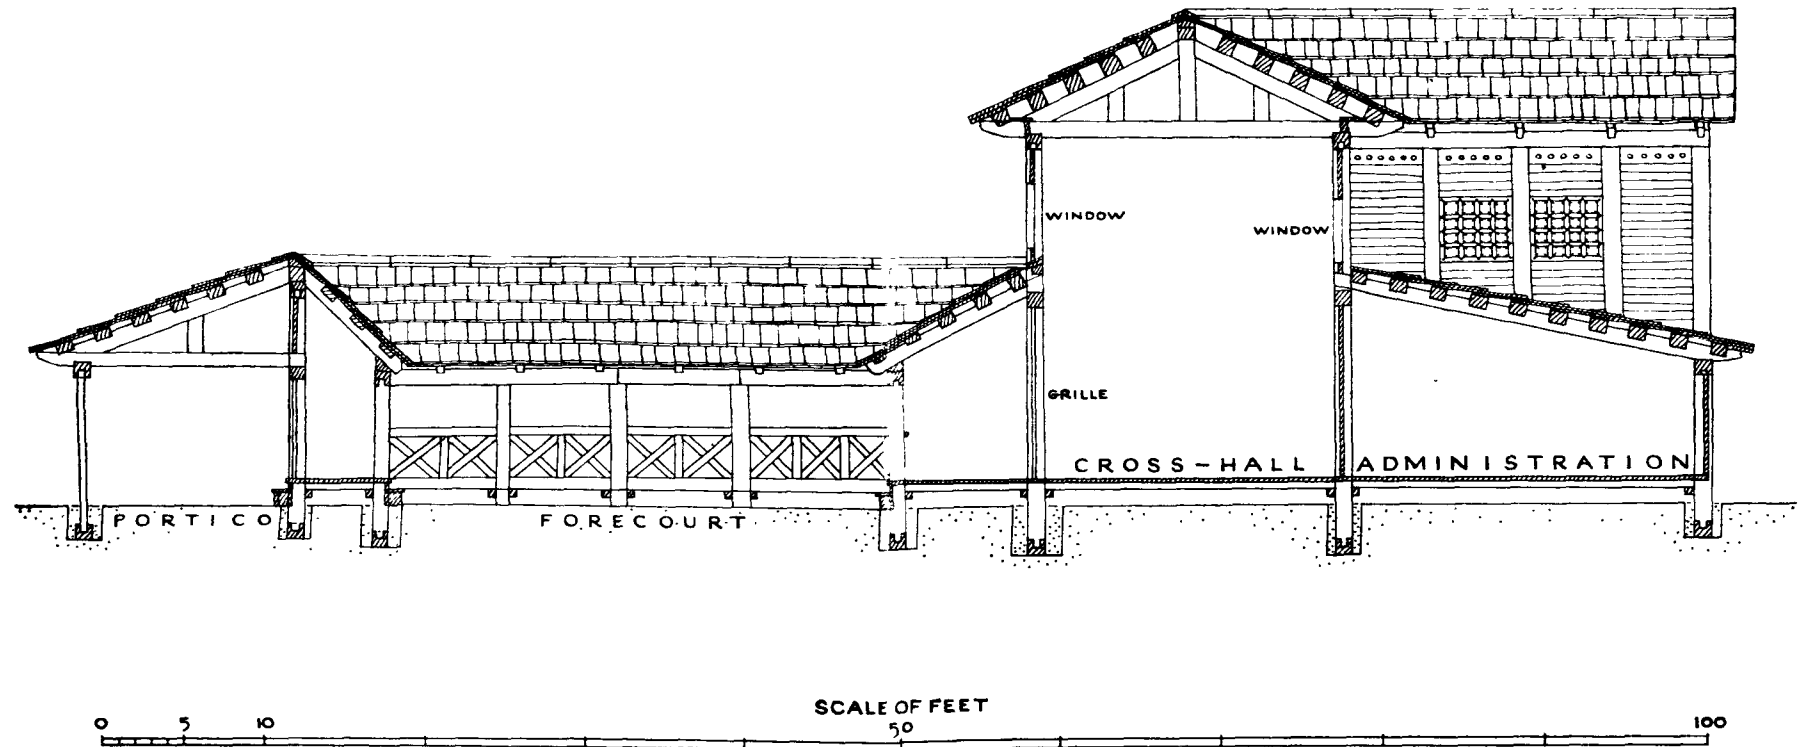 WINDOW
WINDOW
GRILLE
CROSS-HALL
ADMINISTRATION
PORTICO
FORECOURT
SCALE OF FEET
0 5 10 50 100